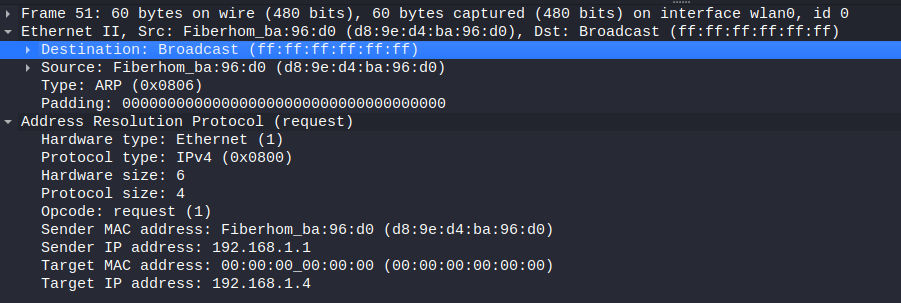 Frame 51: 60 bytes on wire (480 bits), 60 bytes captured (480 bits) on interface wlan0, id 0
Ethernet II, Src: Fiberhom_ba:96:d0 (d8:9e:d4:ba:96:d0), Dst: Broadcast (ff:ff:ff:ff:ff:ff)
Destination: Broadcast (ff:ff:ff:ff:ff:ff)
Source: Fiberhom_ba:96:d0 (d8:9e:d4:ba:96:d0)
Type: ARP (0x0806)
Padding: 000000000000000000000000000000000000
Address Resolution Protocol (request)
Hardware type: Ethernet (1)
Protocol type: IPv4 (0x0800)
Hardware size: 6
Protocol size: 4
Opcode: request (1)
Sender MAC address: Fiberhom_ba:96:d0 (d8:9e:d4:ba:96:d0)
Sender IP address: 192.168.1.1
Target MAC address: 00:00:00_00:00:00 (00:00:00:00:00:00)
Target IP address: 192.168.1.4